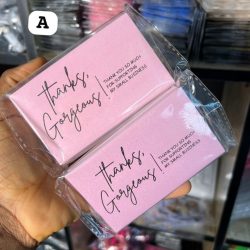 A
Thanks,
Gorgeous!
THANK YOU SO MUCH
FOR SUPPORTING
MY SMALL BUSINESS
Thanks,
Gorgeous!
THANK YOU SO MUCH
FOR SUPPORTING
MY SMALL BUSINESS